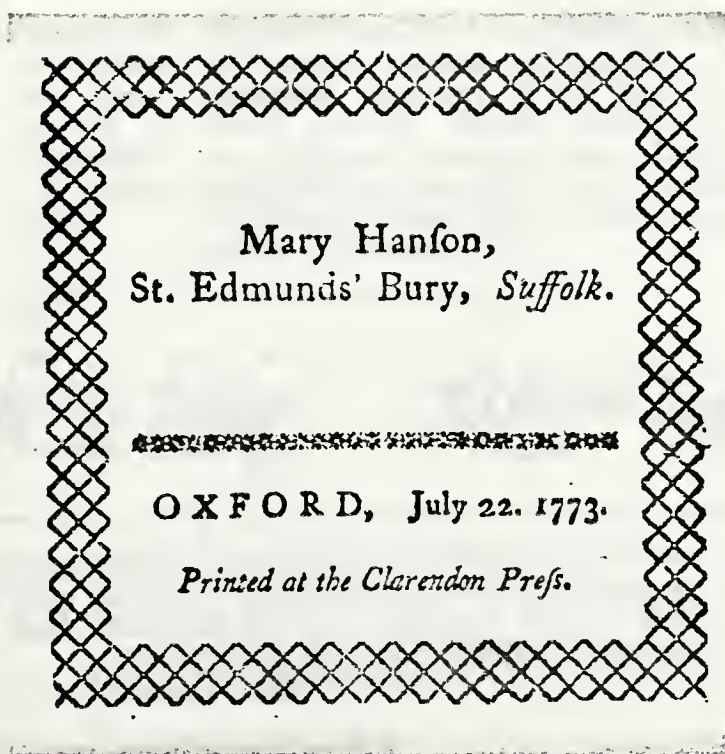 Mary Hanſon,
St. Edmunds' Bury, Suffolk.
OXFORD, July 22. 1773.
Printed at the Clarendon Preſs.